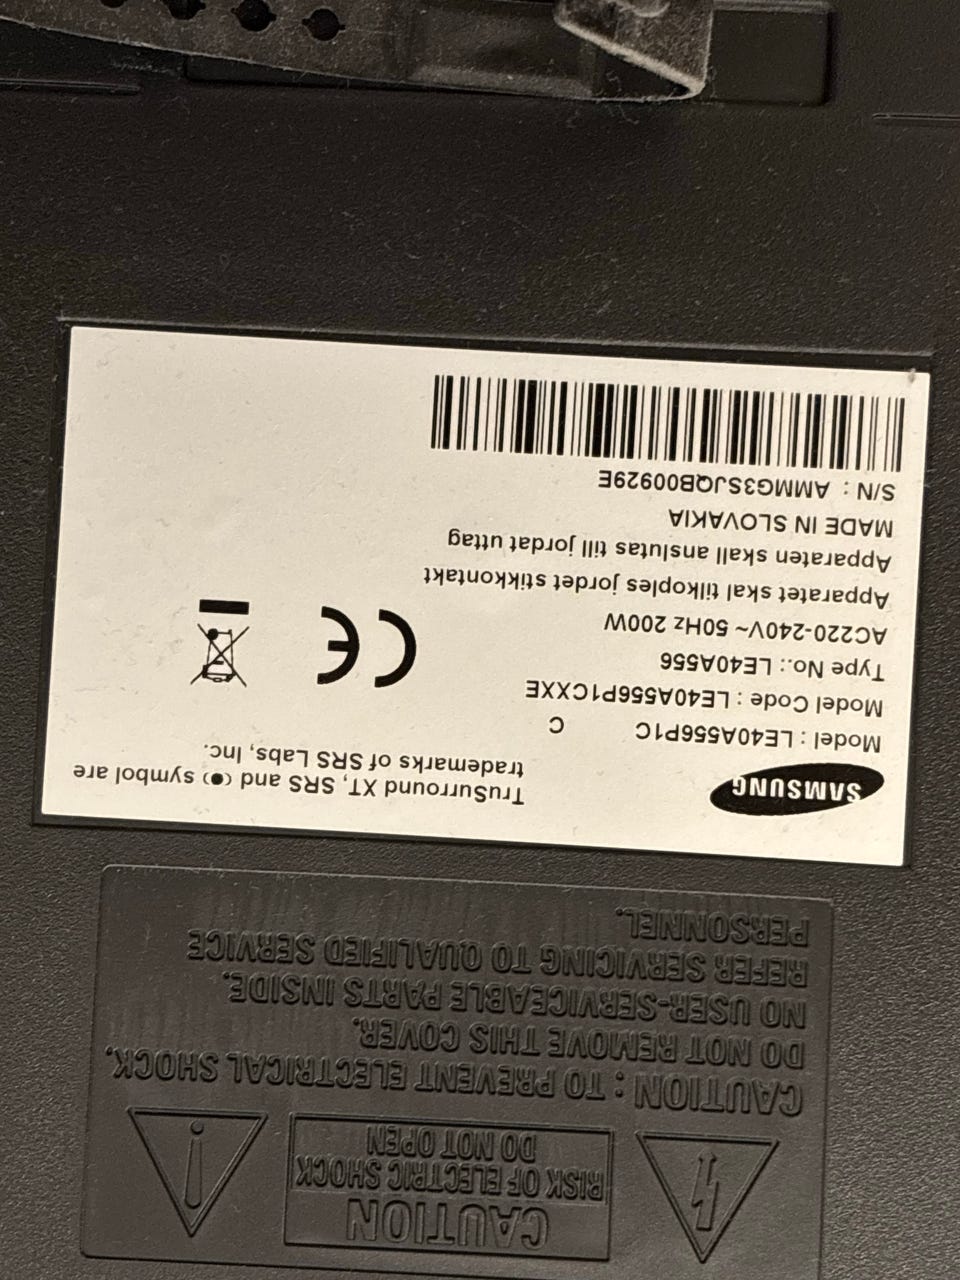 CAUTION
RISK OF ELECTRIC SHOCK
DO NOT OPEN
CAUTION : TO PREVENT ELECTRICAL SHOCK,
DO NOT REMOVE THIS COVER.
NO USER-SERVICEABLE PARTS INSIDE.
REFER SERVICING TO QUALIFIED SERVICE
PERSONNEL.
SAMSUNG
TruSurround XT, SRS and (●) symbol are
trademarks of SRS Labs, Inc.
Model : LE40A556P1C C
Model Code : LE40A556P1CXXE
Type No.: LE40A556
AC220-240V~ 50Hz 200W
Apparatet skal tilkoples jordet stikkontakt
Apparaten skall anslutas till jordat uttag
MADE IN SLOVAKIA
S/N : AMMG3SJQB00929E
CE